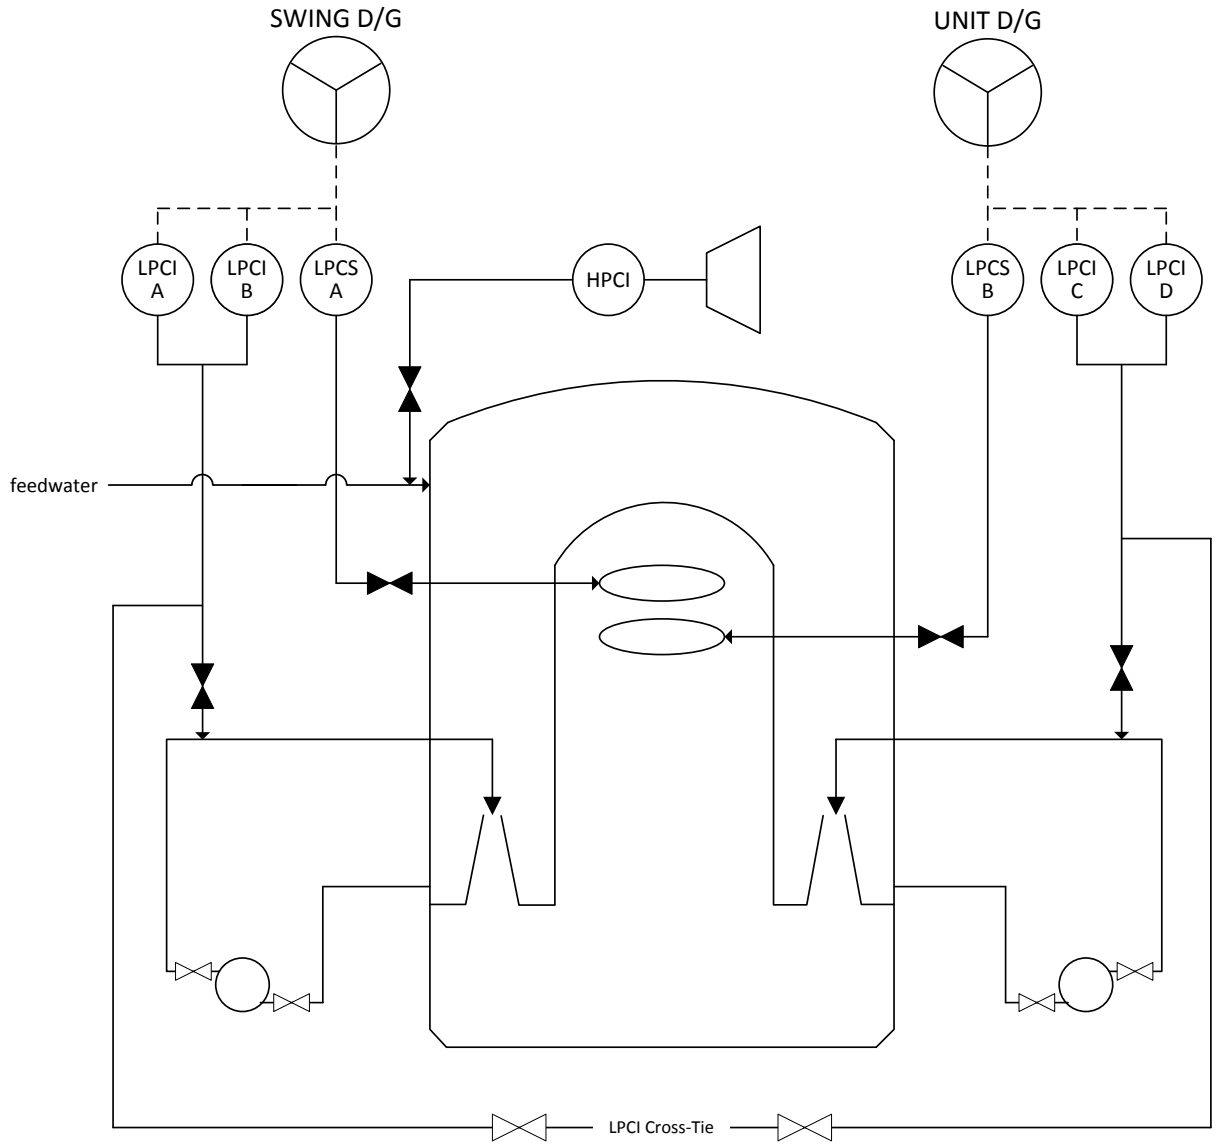 SWING D/G
UNIT D/G
LPCI
A
LPCI
B
LPCS
A
HPCI
LPCS
B
LPCI
C
LPCI
D
feedwater
LPCI Cross-Tie